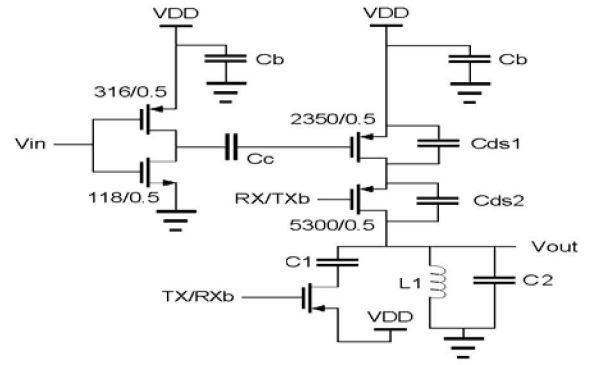 VDD
VDD
Cb
Cb
316/0.5
2350/0.5
Vin
Cc
Cds1
118/0.5
RX/TXb
Cds2
5300/0.5
Vout
C1
L1
C2
TX/RXb
VDD